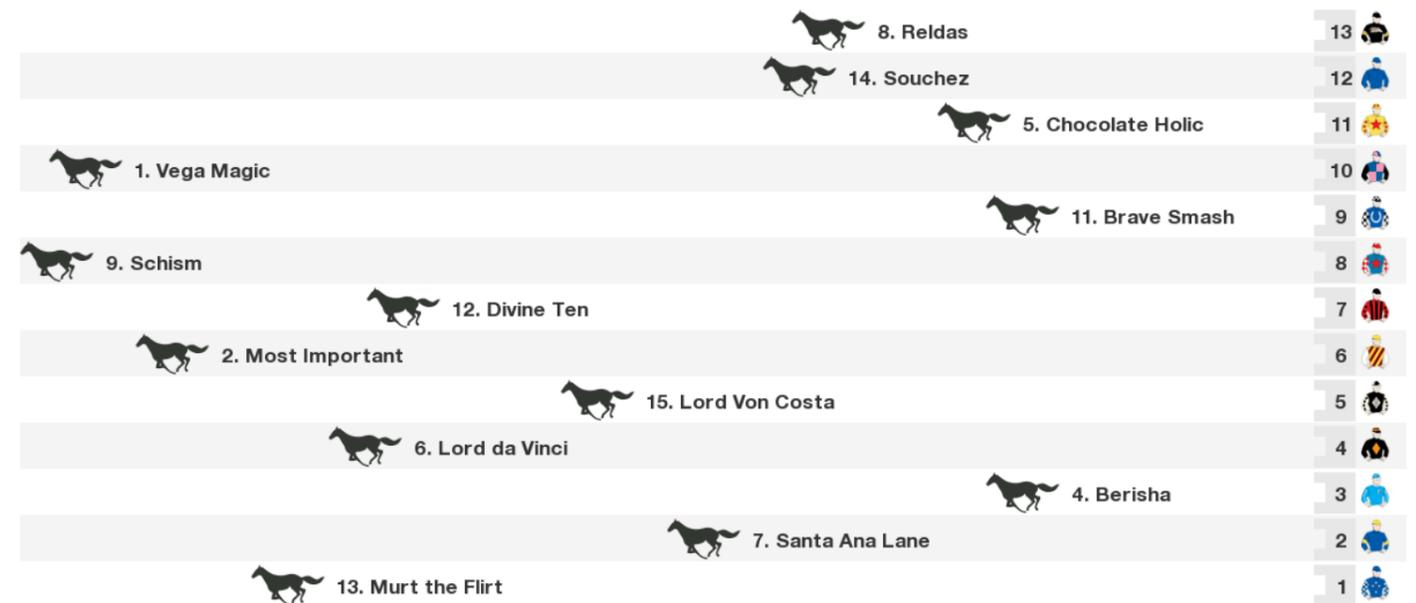 8. Reldas 13
14. Souchez 12
5. Chocolate Holic 11
1. Vega Magic 10
11. Brave Smash 9
9. Schism 8
12. Divine Ten 7
2. Most Important 6
15. Lord Von Costa 5
6. Lord da Vinci 4
4. Berisha 3
7. Santa Ana Lane 2
13. Murt the Flirt 1